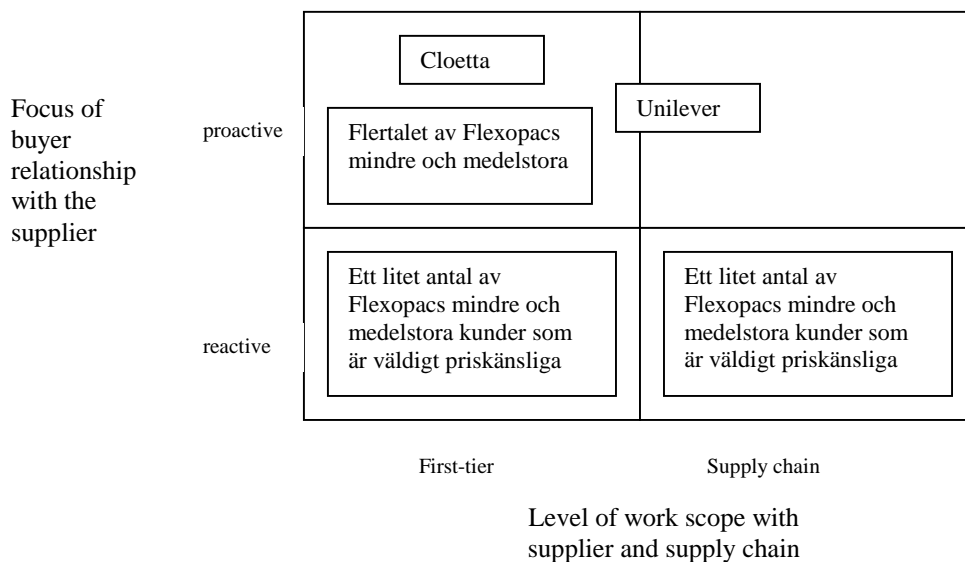 Cloetta
Unilever
Focus of
buyer
relationship
with the
supplier
proactive
Flertalet av Flexopacs
mindre och medelstora
reactive
Ett litet antal av
Flexopacs mindre och
medelstora kunder som
är väldigt priskänsliga
Ett litet antal av
Flexopacs mindre och
medelstora kunder som
är väldigt priskänsliga
First-tier
Supply chain
Level of work scope with
supplier and supply chain